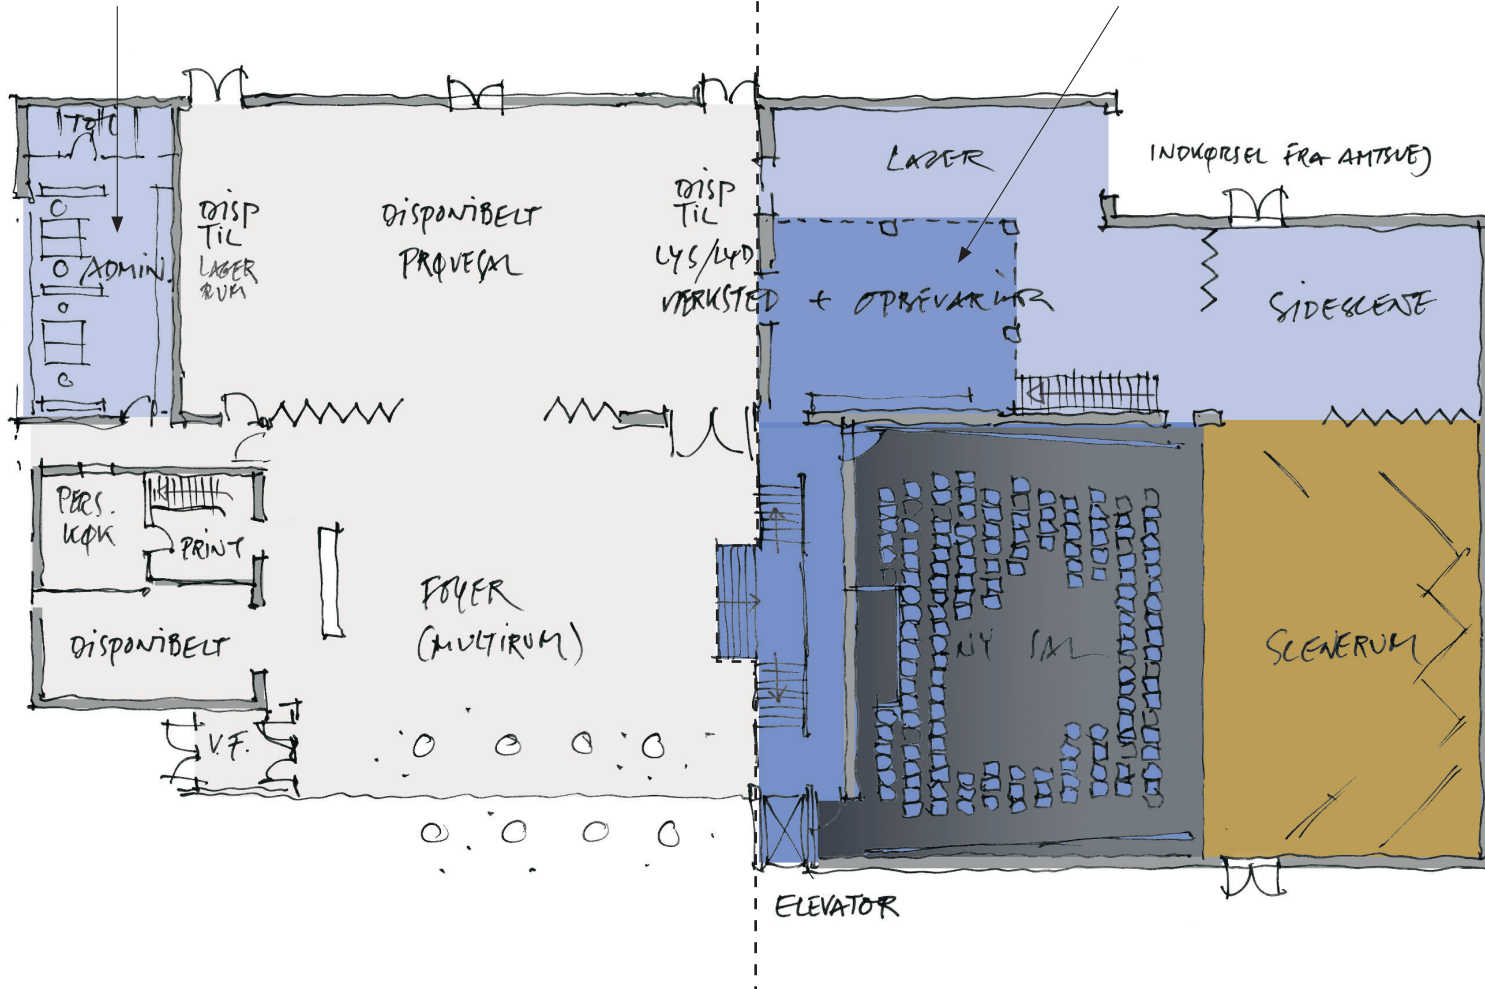 TOIL
ADMIN.
DISP
TIL
LAGER
RUM
DISPONIBELT
PRØVESAL
DISP
TIL
LYS/LYD
VÆRKSTED + OPBEVARING
LAGER
INDKØRSEL FRA AMTSVEJ
SIDESCENE
PERS.
KØK
PRINT
DISPONIBELT
V.F.
FOYER
(MULTIRUM)
NY SAL
SCENERUM
ELEVATOR